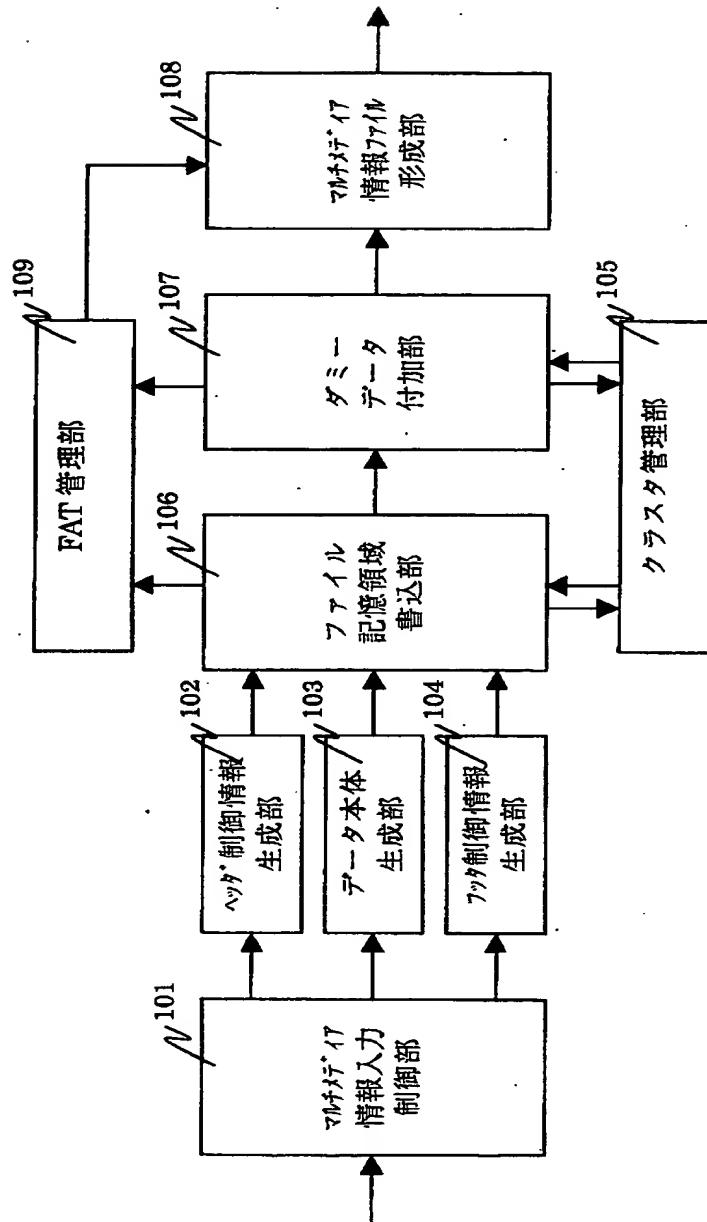 101
マルチメディア
情報入力
制御部
102
ヘッダ制御情報
生成部
103
データ本体
生成部
104
フッタ制御情報
生成部
106
ファイル
記憶領域
書込部
107
ダミー
データ
付加部
108
マルチメディア
情報ファイル
形成部
109
FAT管理部
105
クラスタ管理部